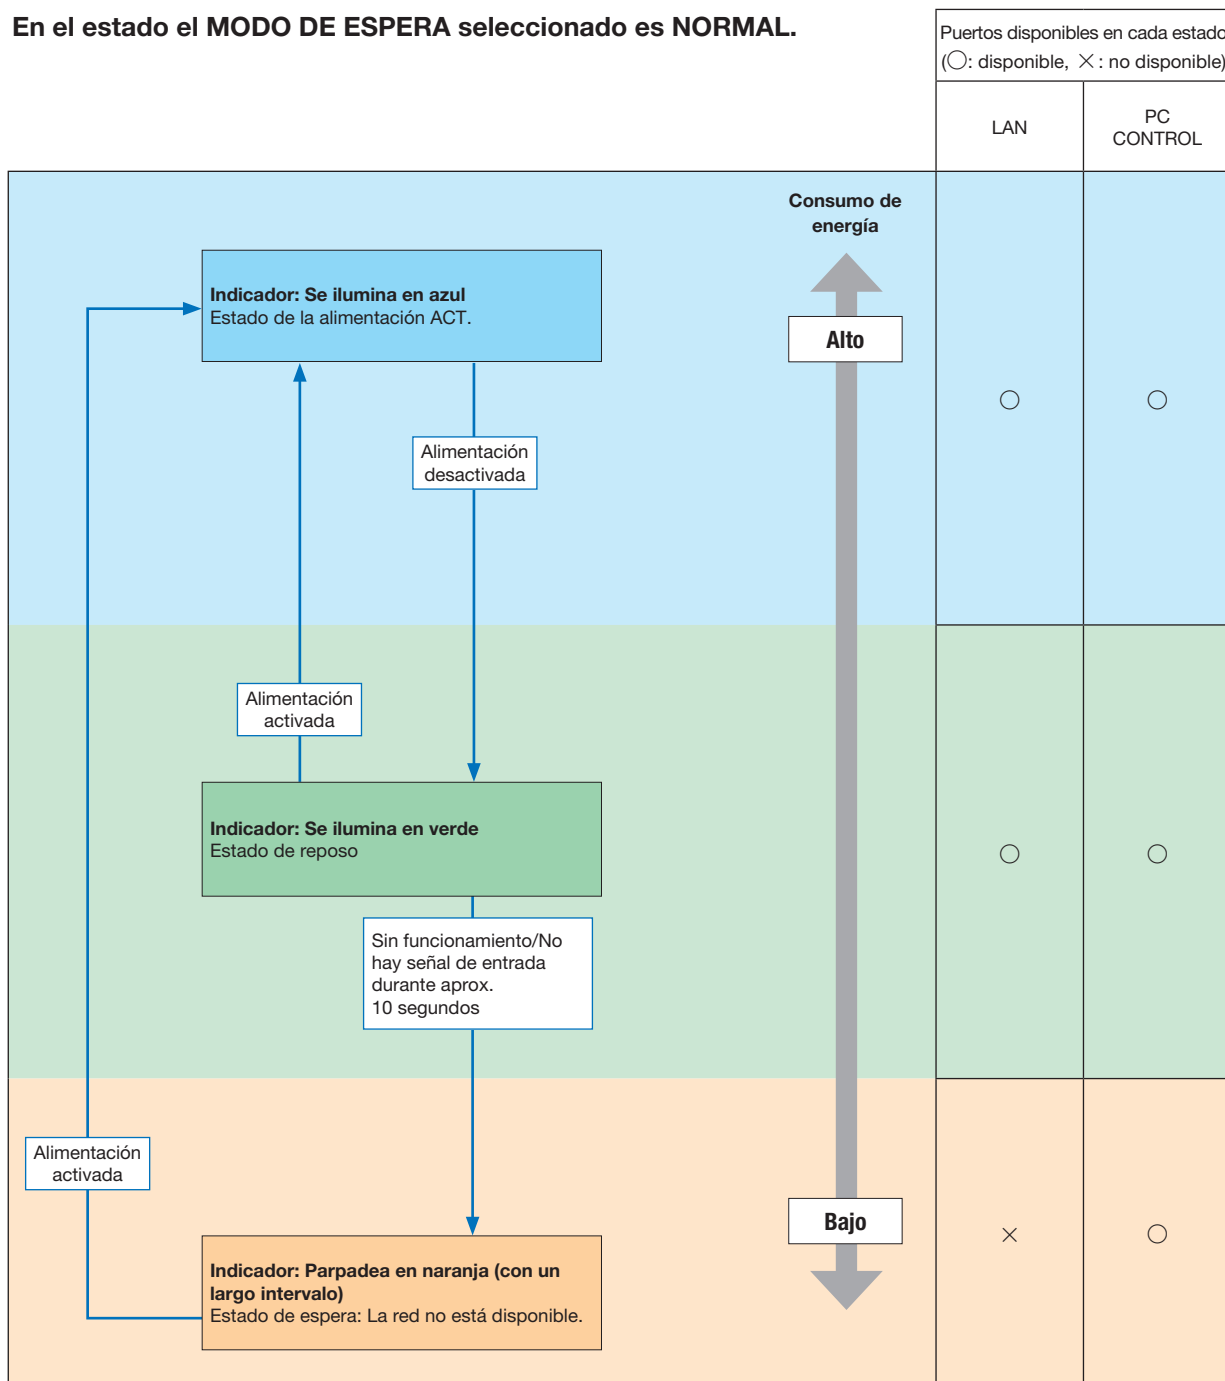 En el estado el MODO DE ESPERA seleccionado es NORMAL.
Puertos disponibles en cada estado
(○: disponible, ×: no disponible)
LAN
PC
CONTROL
Consumo de
energía
Indicador: Se ilumina en azul
Estado de la alimentación ACT.
Alto
○ ○
Alimentación
desactivada
Alimentación
activada
Indicador: Se ilumina en verde
Estado de reposo
○ ○
Sin funcionamiento/No
hay señal de entrada
durante aprox.
10 segundos
Alimentación
activada
Bajo
× ○
Indicador: Parpadea en naranja (con un
largo intervalo)
Estado de espera: La red no está disponible.